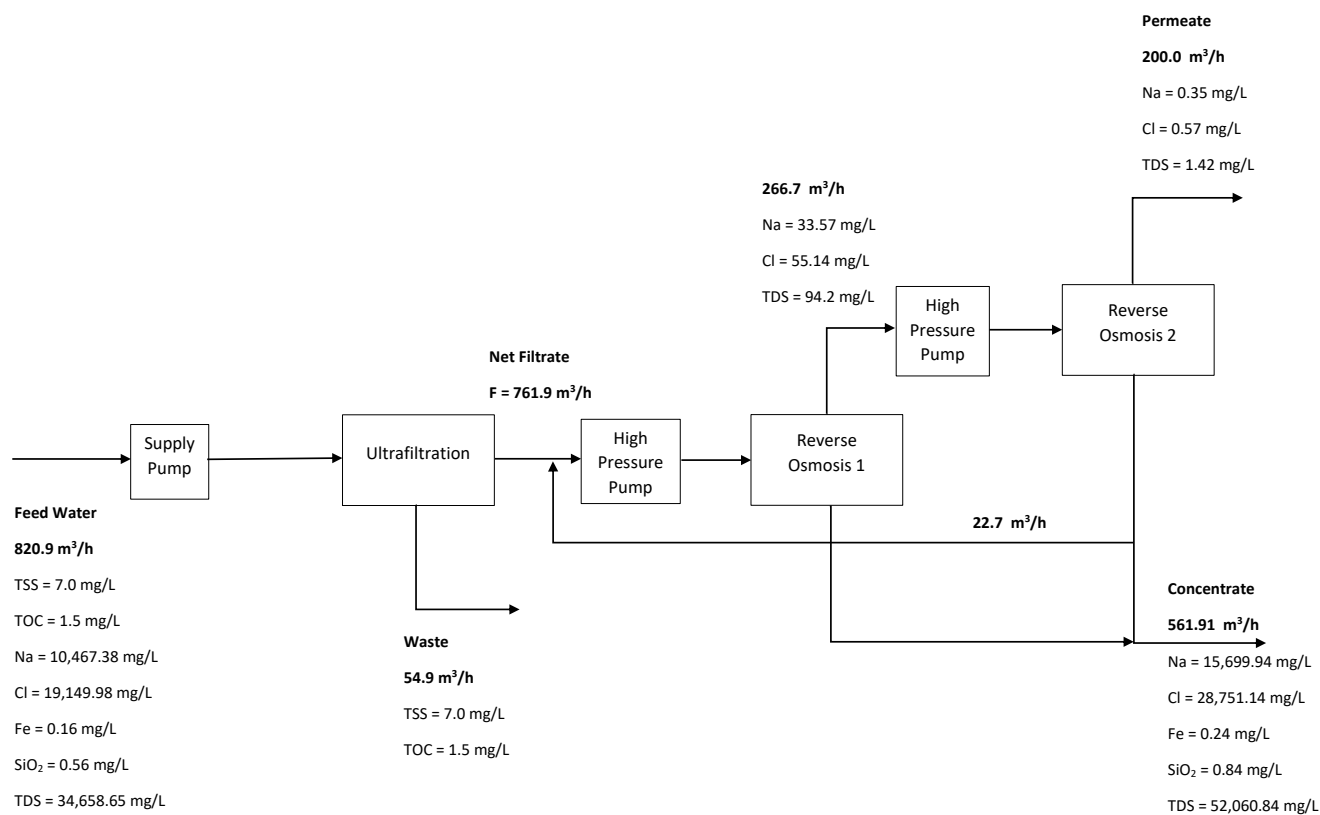 Permeate
200.0 m³/h
Na = 0.35 mg/L
Cl = 0.57 mg/L
TDS = 1.42 mg/L
266.7 m³/h
Na = 33.57 mg/L
Cl = 55.14 mg/L
TDS = 94.2 mg/L
High
Pressure
Pump
Reverse
Osmosis 2
Net Filtrate
F = 761.9 m³/h
Supply
Pump
Ultrafiltration
High
Pressure
Pump
Reverse
Osmosis 1
22.7 m³/h
Feed Water
820.9 m³/h
TSS = 7.0 mg/L
TOC = 1.5 mg/L
Na = 10,467.38 mg/L
Cl = 19,149.98 mg/L
Fe = 0.16 mg/L
SiO₂ = 0.56 mg/L
TDS = 34,658.65 mg/L
Waste
54.9 m³/h
TSS = 7.0 mg/L
TOC = 1.5 mg/L
Concentrate
561.91 m³/h
Na = 15,699.94 mg/L
Cl = 28,751.14 mg/L
Fe = 0.24 mg/L
SiO₂ = 0.84 mg/L
TDS = 52,060.84 mg/L